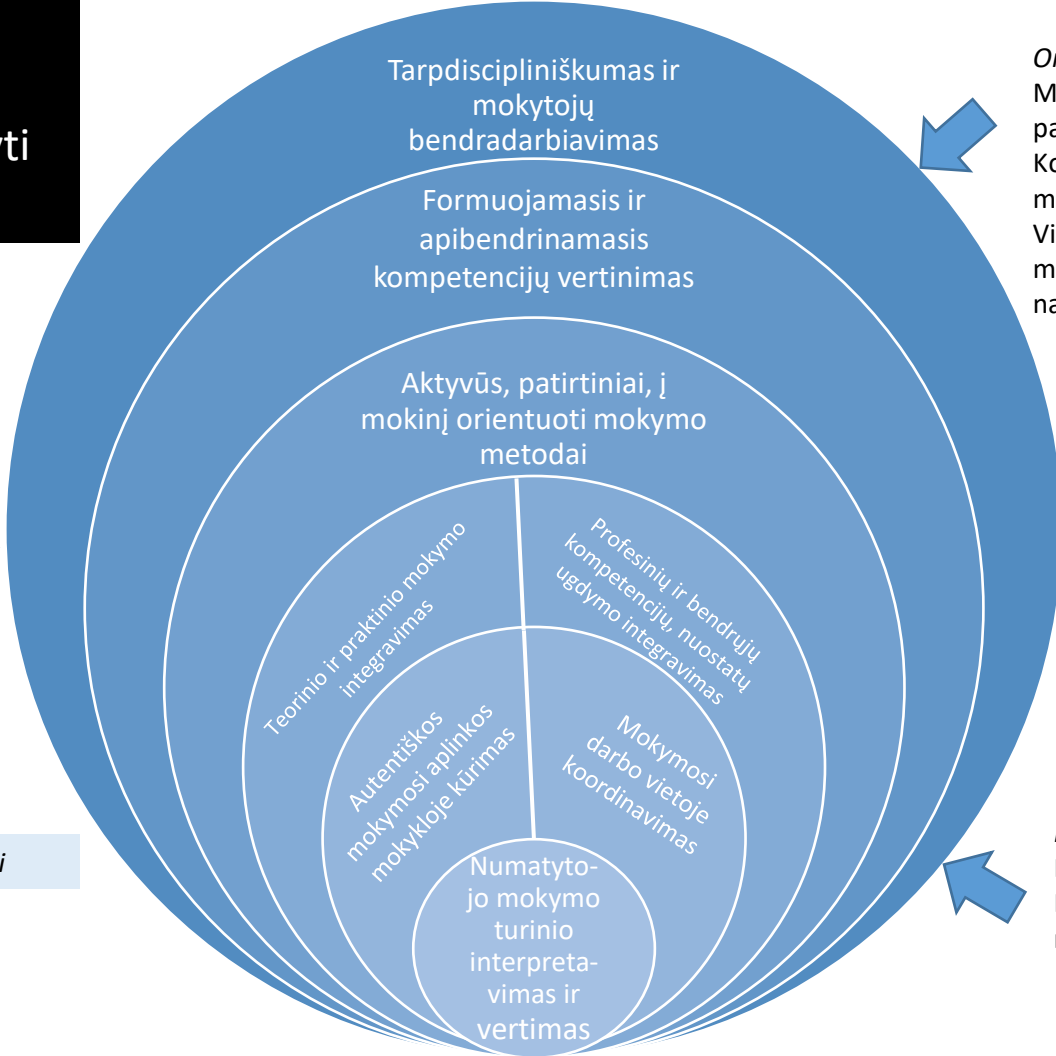 Tarpdiscipliniškumas ir
mokytojų
bendradarbiavimas
Formuojamasis ir
apibendrinamasis
kompetencijų vertinimas
Aktyvūs, patirtiniai, į
mokinį orientuoti mokymo
metodai
Teorinio ir praktinio mokymo
integravimas
Profesinių ir bendrųjų
kompetencijų, nuostatų
ugdymo integravimas
Autentiškos
mokymosi aplinkos
mokykloje kūrimas
Mokymosi
darbo vietoje
koordinavimas
Numatyto-
jo mokymo
turinio
interpreta-
vimas ir
vertimas